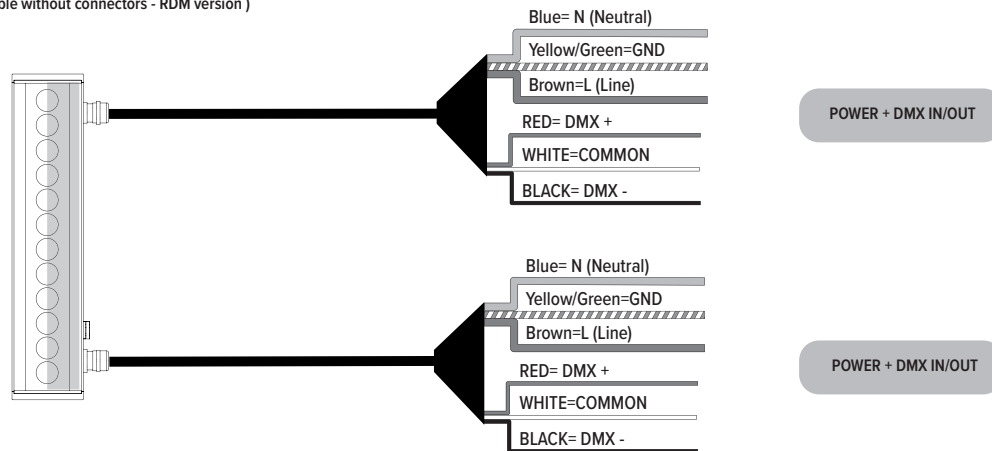 without connectors - RDM version )
Blue= N (Neutral)
Yellow/Green=GND
Brown=L (Line)
RED= DMX +
WHITE=COMMON
BLACK= DMX -
POWER + DMX IN/OUT
Blue= N (Neutral)
Yellow/Green=GND
Brown=L (Line)
RED= DMX +
WHITE=COMMON
BLACK= DMX -
POWER + DMX IN/OUT